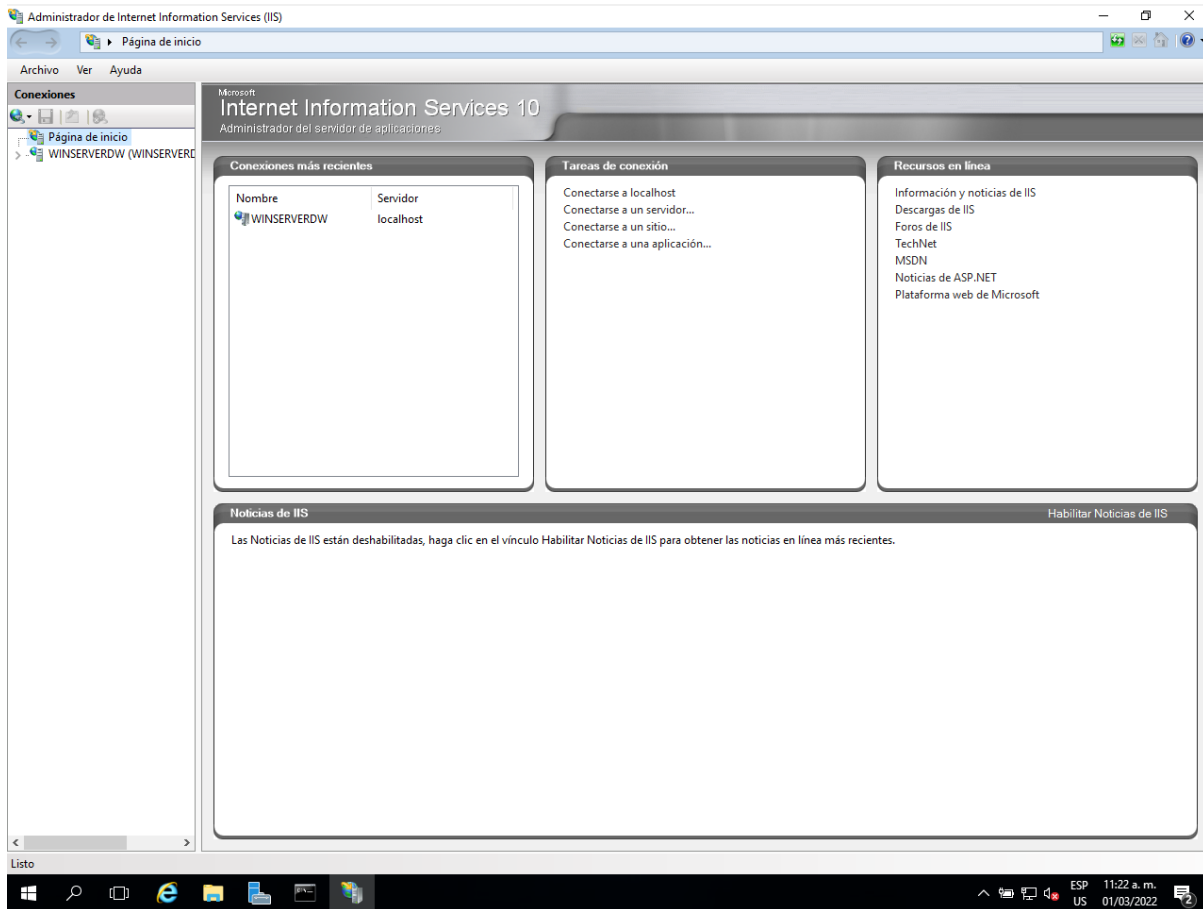 Administrador de Internet Information Services (IIS)
Página de inicio
Archivo Ver Ayuda
Conexiones
Página de inicio
WINSERVERDW (WINSERVERD
Microsoft
Internet Information Services 10
Administrador del servidor de aplicaciones
Conexiones más recientes
Nombre Servidor
WINSERVERDW localhost
Tareas de conexión
Conectarse a localhost
Conectarse a un servidor...
Conectarse a un sitio...
Conectarse a una aplicación...
Recursos en línea
Información y noticias de IIS
Descargas de IIS
Foros de IIS
TechNet
MSDN
Noticias de ASP.NET
Plataforma web de Microsoft
Noticias de IIS Habilitar Noticias de IIS
Las Noticias de IIS están deshabilitadas, haga clic en el vínculo Habilitar Noticias de IIS para obtener las noticias en línea más recientes.
Listo
ESP 11:22 a. m.
US 01/03/2022 2